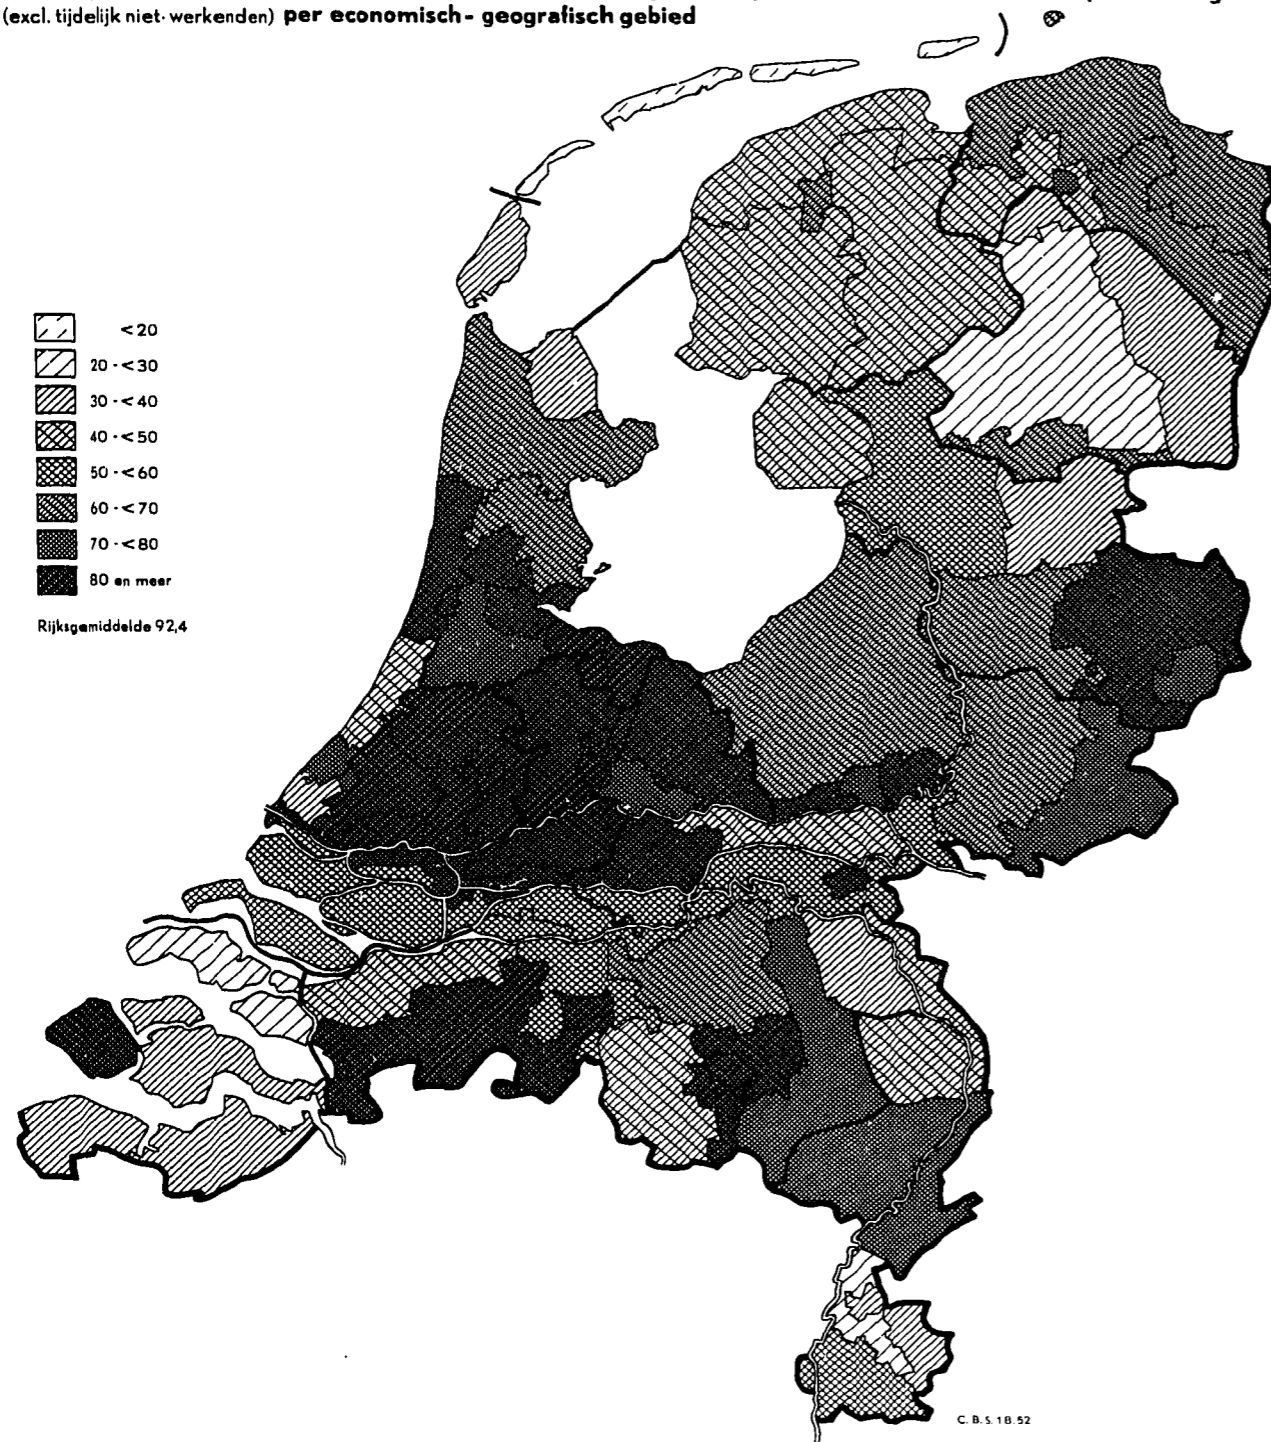 (excl. tijdelijk niet-werkenden) per economisch - geografisch gebied
<20
20 - <30
30 - <40
40 - <50
50 - <60
60 - <70
70 - <80
80 en meer
Rijksgemiddelde 92,4
C. B. S. 18. 52